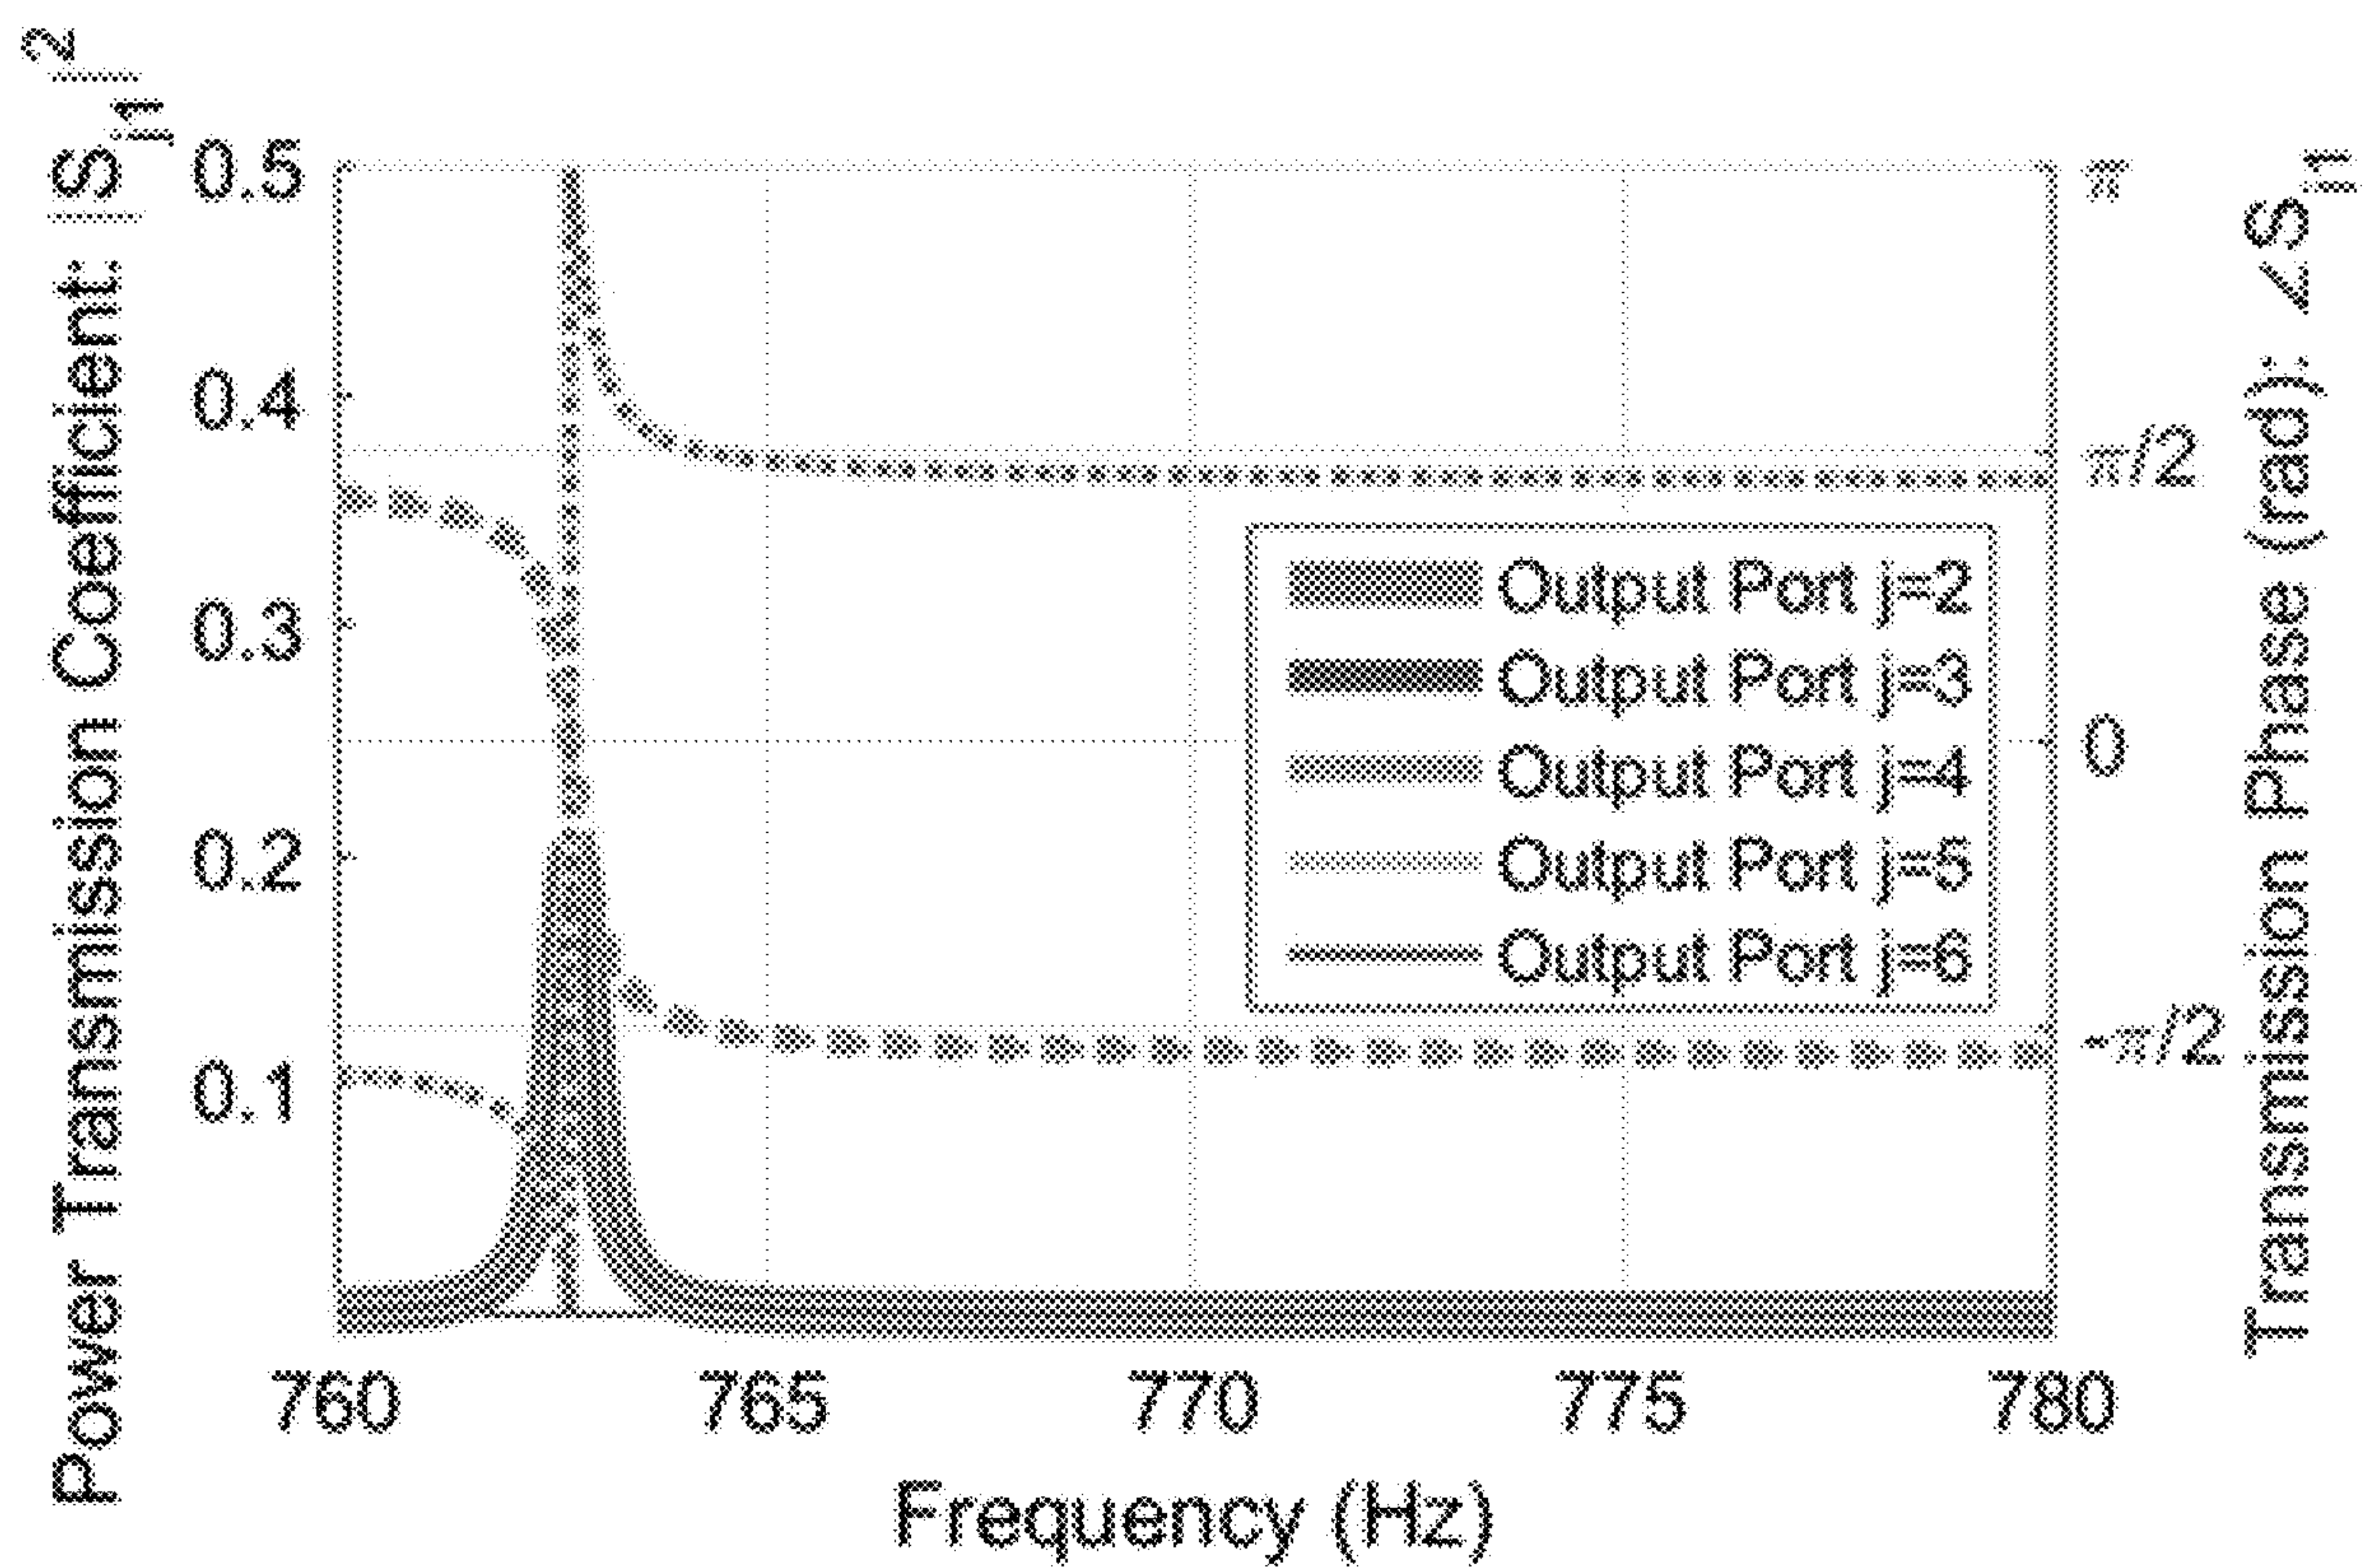 Power Transmission Coefficient: |S_j1|^2
0.5
0.4
0.3
0.2
0.1
π
π/2
0
-π/2
Transmission Phase (rad): ∠S_j1
Output Port j=2
Output Port j=3
Output Port j=4
Output Port j=5
Output Port j=6
760 765 770 775 780
Frequency (Hz)